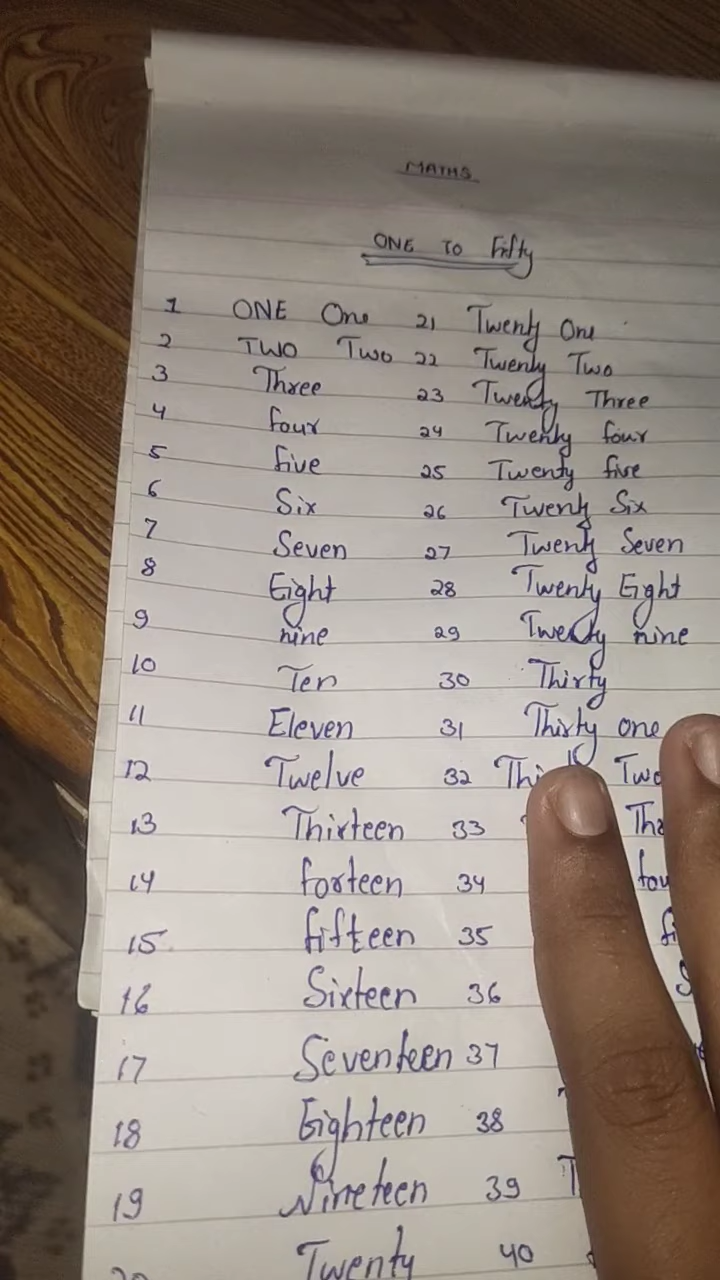 MATHS
ONE TO Fifty
1 ONE One 21 Twenty One
2 TWO Two 22 Twenty Two
3 Three 23 Twenty Three
4 four 24 Twenty four
5 five 25 Twenty five
6 Six 26 Twenty Six
7 Seven 27 Twenty Seven
8 Eight 28 Twenty Eight
9 nine 29 Twenty nine
10 Ten 30 Thirty
11 Eleven 31 Thirty one
12 Twelve 32 Two
13 Thirteen 33
14 forteen 34
15 fifteen 35
16 Sixteen 36
17 Seventeen 37
18 Eighteen 38
19 Nineteen 39
20 Twenty 40